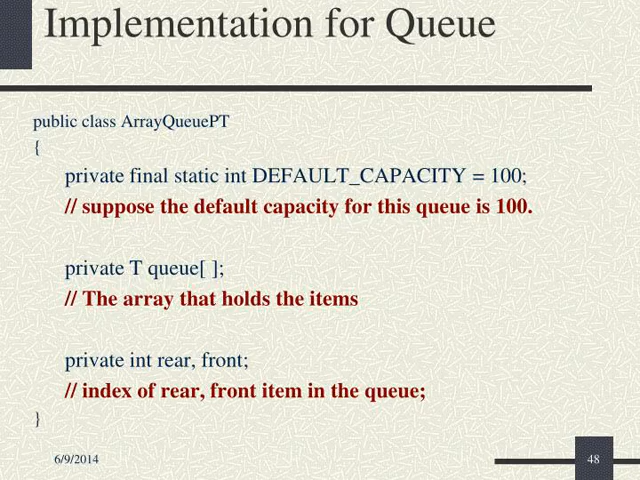 Implementation for Queue
public class ArrayQueuePT
{
private final static int DEFAULT_CAPACITY = 100;
// suppose the default capacity for this queue is 100.
private T queue[ ];
// The array that holds the items
private int rear, front;
// index of rear, front item in the queue;
}
6/9/2014
48